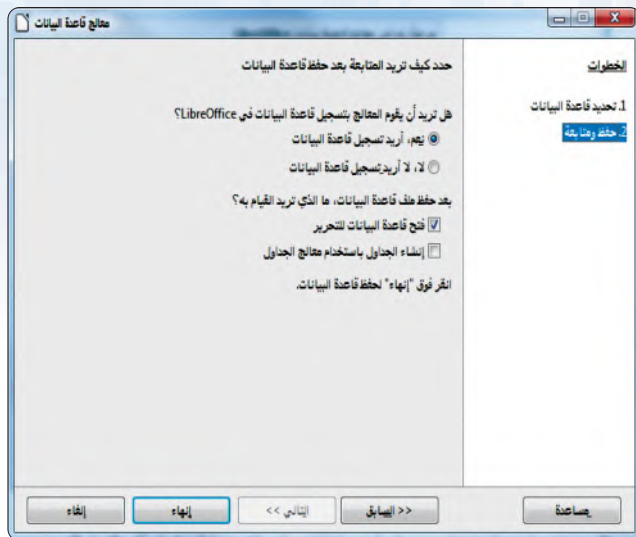 معالج قاعدة البيانات
الخطوات
1. تحديد قاعدة البيانات
2. حفظ ومتابعة
حدد كيف تريد المتابعة بعد حفظ قاعدة البيانات
هل تريد أن يقوم المعالج بتسجيل قاعدة البيانات في LibreOffice؟
نعم، أريد تسجيل قاعدة البيانات
لا، لا أريد تسجيل قاعدة البيانات
بعد حفظ ملف قاعدة البيانات، ما الذي تريد القيام به؟
فتح قاعدة البيانات للتحرير
إنشاء الجداول باستخدام معالج الجداول
انقر فوق "إنهاء" لحفظ قاعدة البيانات.
مساعدة
<< السابق
التالي >>
إنهاء
إلغاء